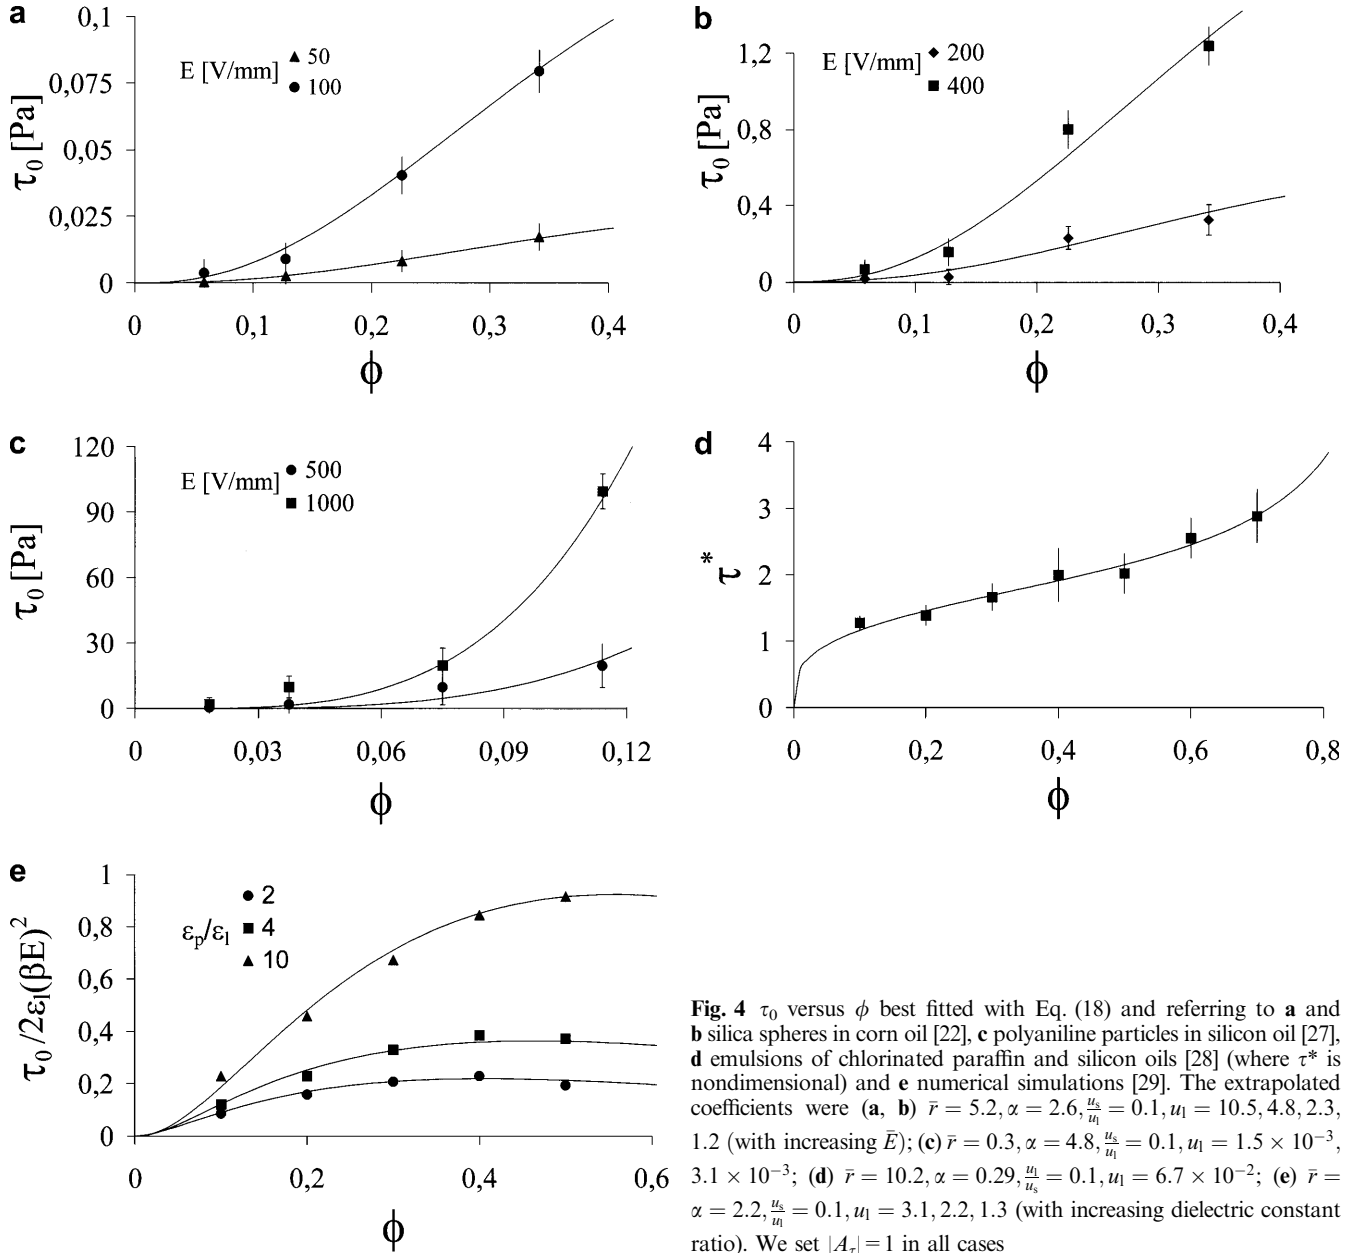 a
0,1
0,075
0,05
0,025
0
τ0 [Pa]
E [V/mm]
50
100
0 0,1 0,2 0,3 0,4
ϕ
b
1,2
0,8
0,4
0
τ0 [Pa]
E [V/mm]
200
400
0 0,1 0,2 0,3 0,4
ϕ
c
120
90
60
30
0
τ0 [Pa]
E [V/mm]
500
1000
0 0,03 0,06 0,09 0,12
ϕ
d
4
3
2
1
0
τ*
0 0,2 0,4 0,6 0,8
ϕ
e
1
0,8
0,6
0,4
0,2
0
τ0/2εl(βE)²
εp/εl
2
4
10
0 0,2 0,4 0,6
ϕ
Fig. 4 τ0 versus ϕ best fitted with Eq. (18) and referring to a and
b silica spheres in corn oil [22], c polyaniline particles in silicon oil [27],
d emulsions of chlorinated paraffin and silicon oils [28] (where τ* is
nondimensional) and e numerical simulations [29]. The extrapolated
coefficients were (a, b) r̄ = 5.2, α = 2.6, us/ul = 0.1, ul = 10.5, 4.8, 2.3,
1.2 (with increasing Ē); (c) r̄ = 0.3, α = 4.8, us/ul = 0.1, ul = 1.5 × 10⁻³,
3.1 × 10⁻³; (d) r̄ = 10.2, α = 0.29, ul/us = 0.1, ul = 6.7 × 10⁻²; (e) r̄ =
α = 2.2, us/ul = 0.1, ul = 3.1, 2.2, 1.3 (with increasing dielectric constant
ratio). We set |Aτ| = 1 in all cases